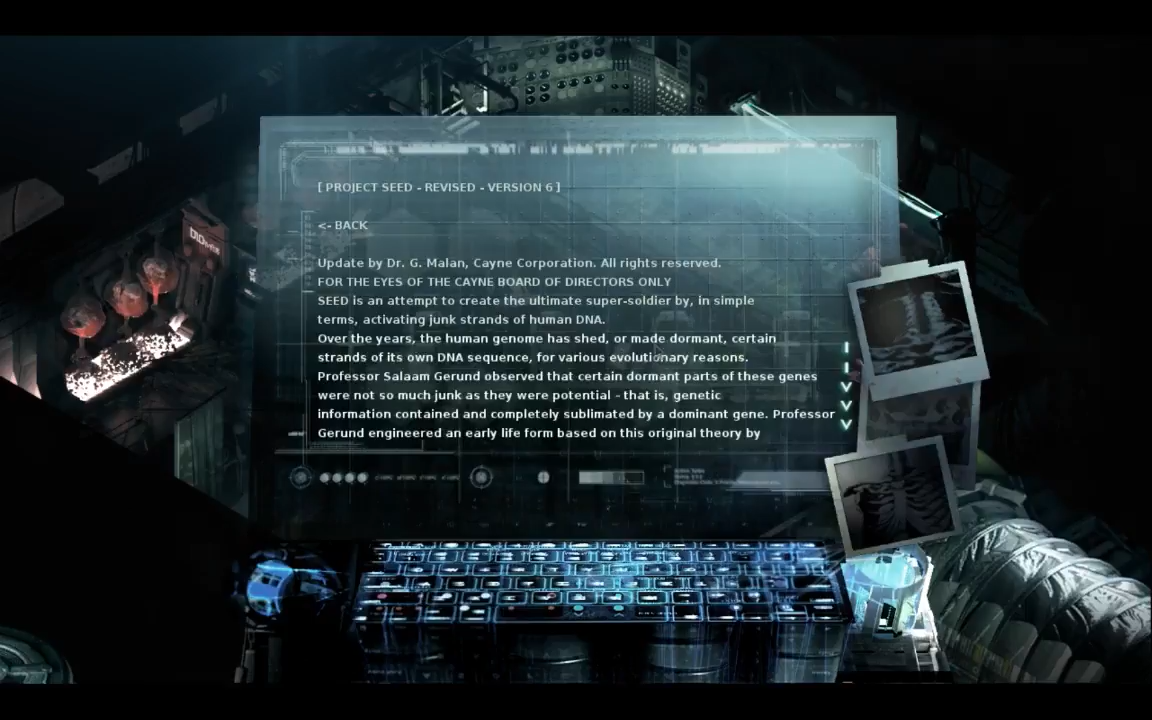 [ PROJECT SEED - REVISED - VERSION 6 ]
<- BACK
Update by Dr. G. Malan, Cayne Corporation. All rights reserved.
FOR THE EYES OF THE CAYNE BOARD OF DIRECTORS ONLY
SEED is an attempt to create the ultimate super-soldier by, in simple
terms, activating junk strands of human DNA.
Over the years, the human genome has shed, or made dormant, certain
strands of its own DNA sequence, for various evolutionary reasons.
Professor Salaam Gerund observed that certain dormant parts of these genes
were not so much junk as they were potential - that is, genetic
information contained and completely sublimated by a dominant gene. Professor
Gerund engineered an early life form based on this original theory by